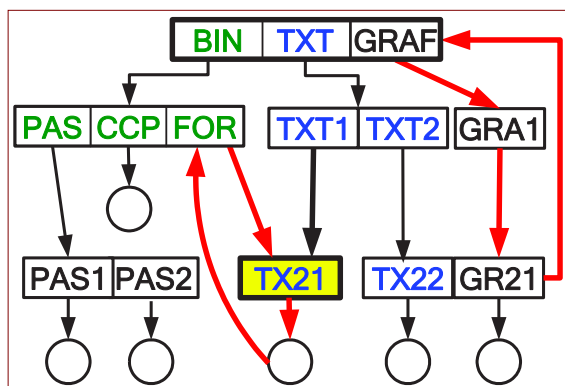 BIN TXT GRAF
PAS CCP FOR TXT1 TXT2 GRA1
PAS1 PAS2 TX21 TX22 GR21